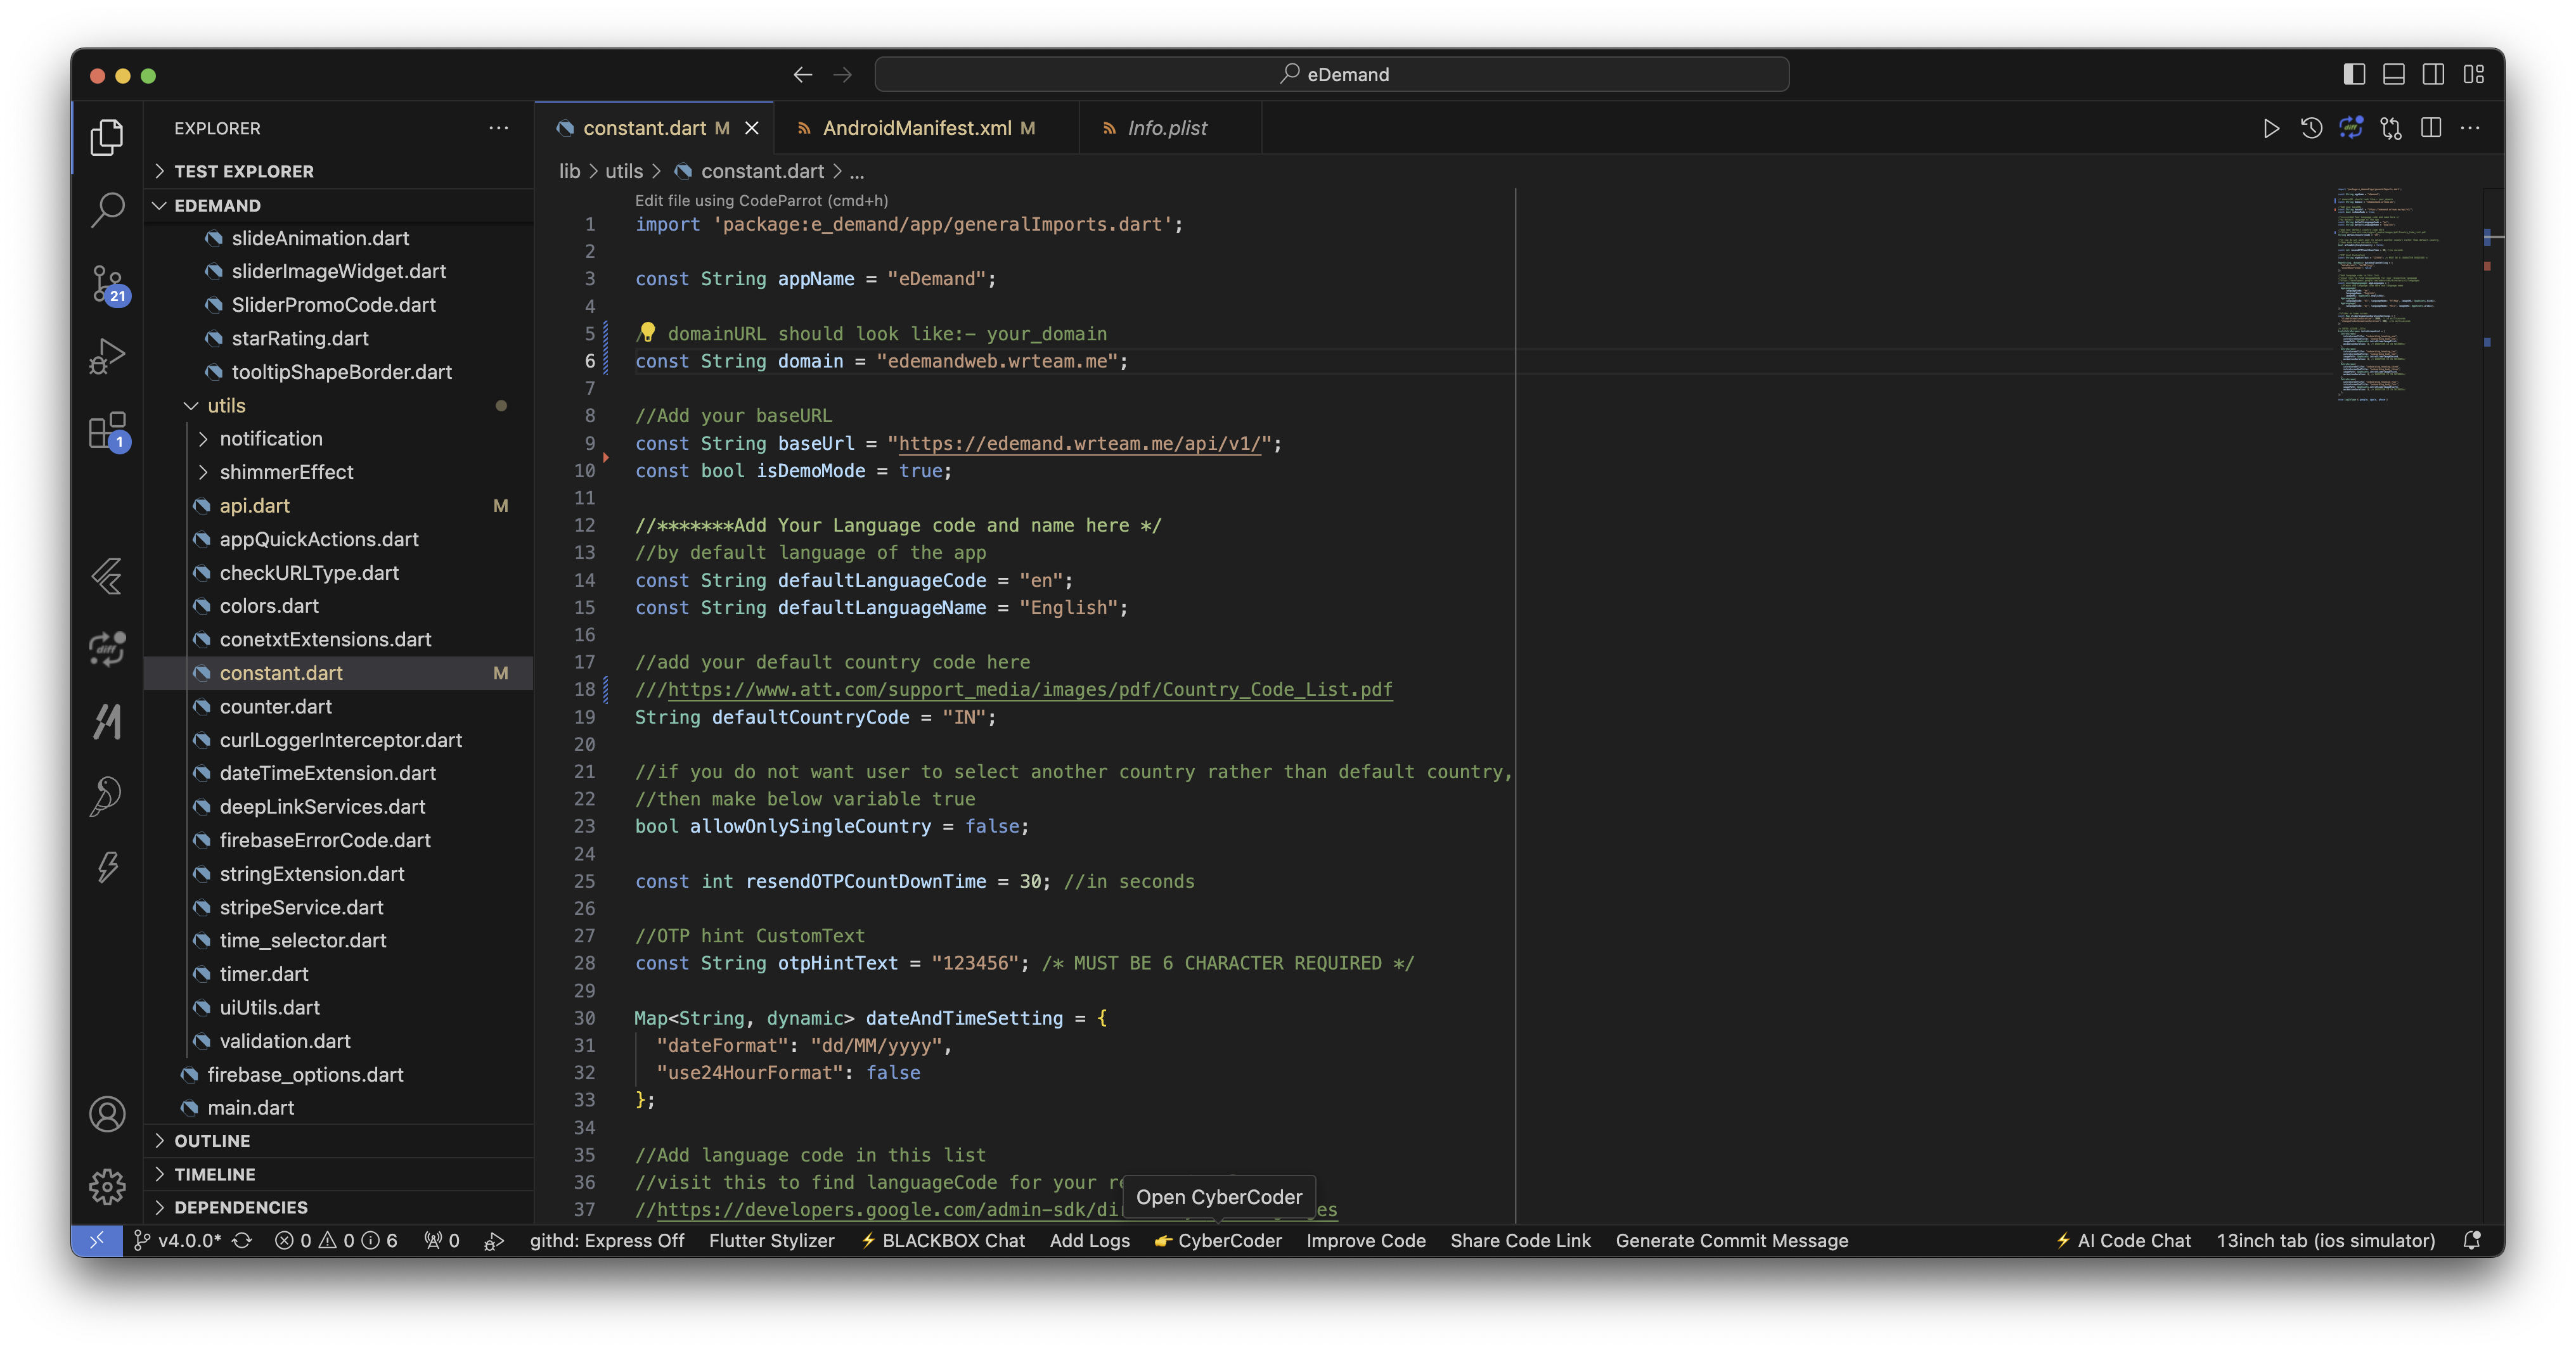 eDemand
EXPLORER
TEST EXPLORER
EDEMAND
slideAnimation.dart
sliderImageWidget.dart
SliderPromoCode.dart
starRating.dart
tooltipShapeBorder.dart
utils
notification
shimmerEffect
api.dart M
appQuickActions.dart
checkURLType.dart
colors.dart
conetxtExtensions.dart
constant.dart M
counter.dart
curlLoggerInterceptor.dart
dateTimeExtension.dart
deepLinkServices.dart
firebaseErrorCode.dart
stringExtension.dart
stripeService.dart
time_selector.dart
timer.dart
uiUtils.dart
validation.dart
firebase_options.dart
main.dart
OUTLINE
TIMELINE
DEPENDENCIES
21
1
diff
constant.dart M
AndroidManifest.xml M
Info.plist
diff
lib > utils > constant.dart > ...
Edit file using CodeParrot (cmd+h)
1 import 'package:e_demand/app/generalImports.dart';
2
3 const String appName = "eDemand";
4
5 / domainURL should look like:- your_domain
6 const String domain = "edemandweb.wrteam.me";
7
8 //Add your baseURL
9 const String baseUrl = "https://edemand.wrteam.me/api/v1/";
10 const bool isDemoMode = true;
11
12 //*******Add Your Language code and name here */
13 //by default language of the app
14 const String defaultLanguageCode = "en";
15 const String defaultLanguageName = "English";
16
17 //add your default country code here
18 ///https://www.att.com/support_media/images/pdf/Country_Code_List.pdf
19 String defaultCountryCode = "IN";
20
21 //if you do not want user to select another country rather than default country,
22 //then make below variable true
23 bool allowOnlySingleCountry = false;
24
25 const int resendOTPCountDownTime = 30; //in seconds
26
27 //OTP hint CustomText
28 const String otpHintText = "123456"; /* MUST BE 6 CHARACTER REQUIRED */
29
30 Map<String, dynamic> dateAndTimeSetting = {
31 "dateFormat": "dd/MM/yyyy",
32 "use24HourFormat": false
33 };
34
35 //Add language code in this list
36 //visit this to find languageCode for your re
37 //https://developers.google.com/admin-sdk/di es
Open CyberCoder
v4.0.0* 0 0 6 0 githd: Express Off Flutter Stylizer BLACKBOX Chat Add Logs CyberCoder Improve Code Share Code Link Generate Commit Message AI Code Chat 13inch tab (ios simulator)